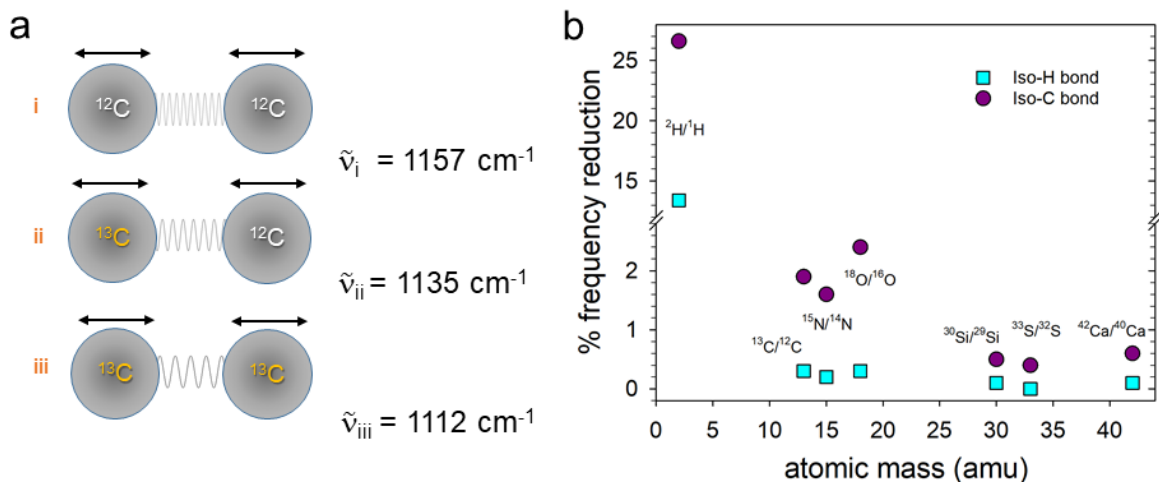 a
i
¹²C ¹²C
ν̃ᵢ = 1157 cm⁻¹
ii
¹³C ¹²C
ν̃ᵢᵢ = 1135 cm⁻¹
iii
¹³C ¹³C
ν̃ᵢᵢᵢ = 1112 cm⁻¹
b
% frequency reduction
25
20
15
2
1
0
Iso-H bond
Iso-C bond
²H/¹H
¹⁸O/¹⁶O
¹⁵N/¹⁴N
¹³C/¹²C
³⁰Si/²⁹Si
³³S/³²S
⁴²Ca/⁴⁰Ca
0 5 10 15 20 25 30 35 40
atomic mass (amu)